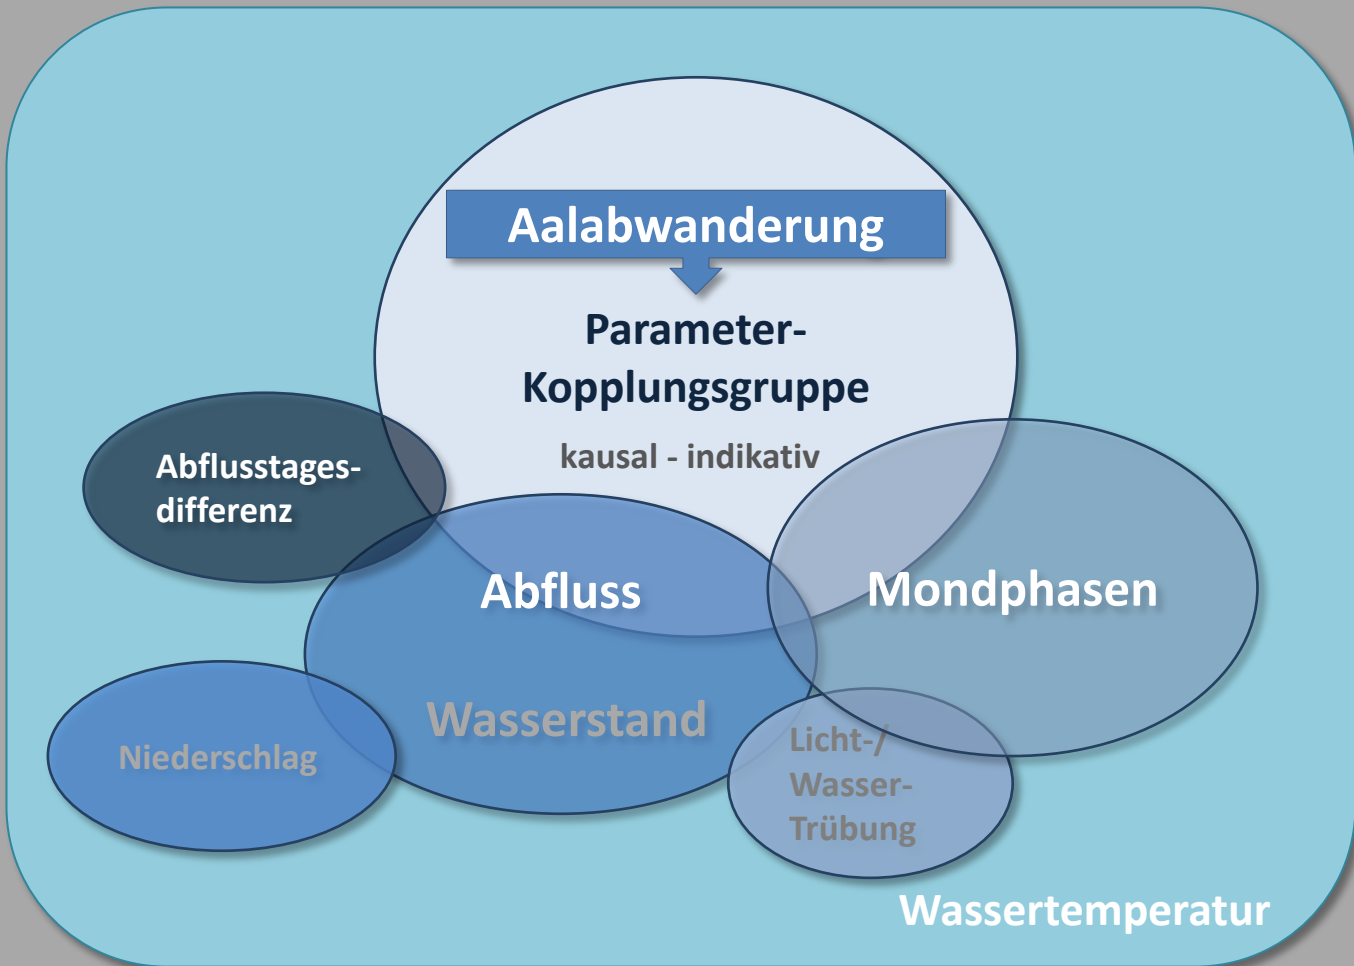 Aalabwanderung
Parameter-
Kopplungsgruppe
kausal - indikativ
Abflusstages-
differenz
Abfluss
Mondphasen
Wasserstand
Niederschlag
Licht-/
Wasser-
Trübung
Wassertemperatur